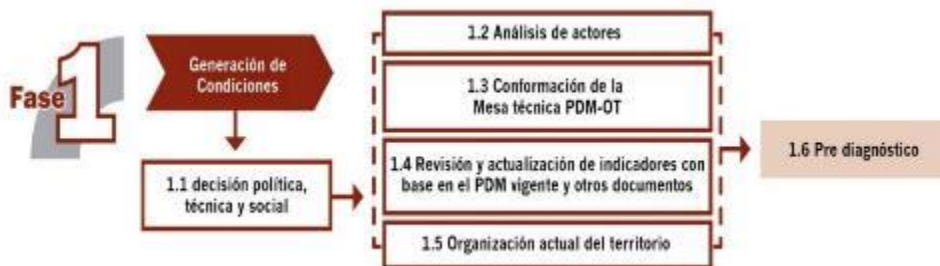 Fase 1
Generación de
Condiciones
1.1 decisión política,
técnica y social
1.2 Análisis de actores
1.3 Conformación de la
Mesa técnica PDM-OT
1.4 Revisión y actualización de indicadores con
base en el PDM vigente y otros documentos
1.5 Organización actual del territorio
1.6 Pre diagnóstico